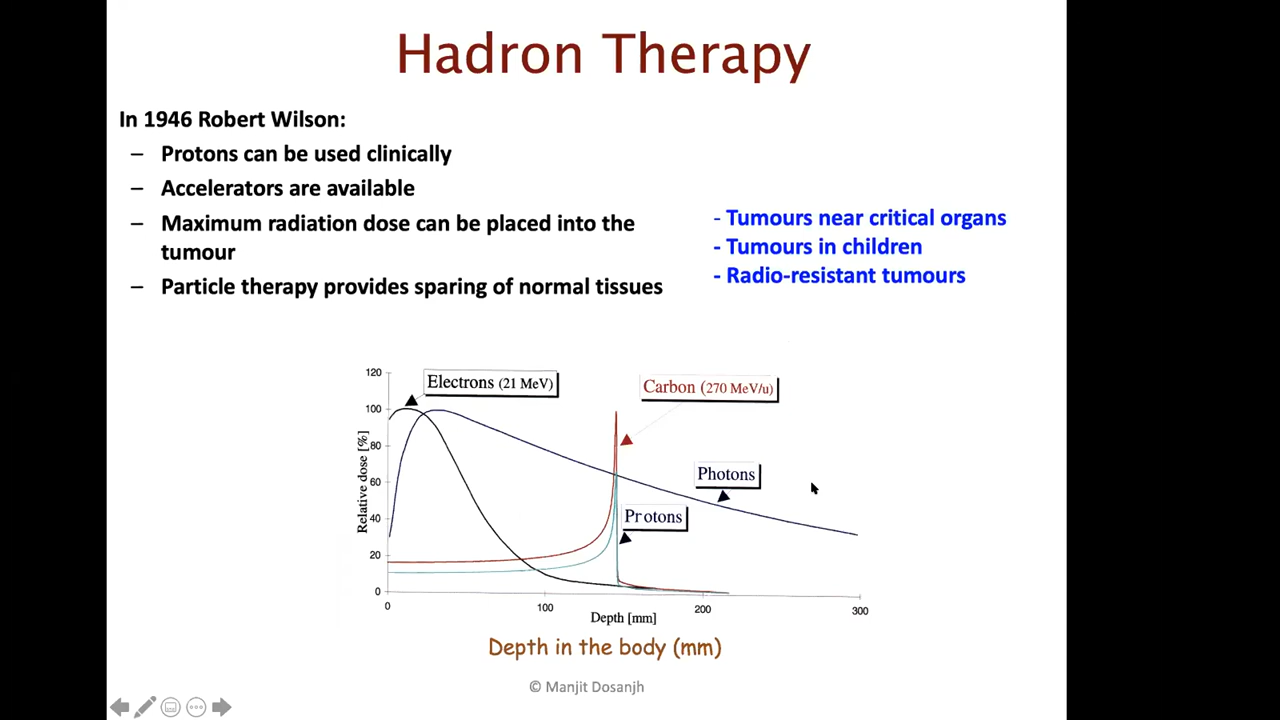 Hadron Therapy
In 1946 Robert Wilson:
– Protons can be used clinically
– Accelerators are available
– Maximum radiation dose can be placed into the
tumour
– Particle therapy provides sparing of normal tissues
- Tumours near critical organs
- Tumours in children
- Radio-resistant tumours
120
100
80
60
40
20
0
Relative dose [%]
Electrons (21 MeV)
Carbon (270 MeV/u)
Photons
Protons
0
100
200
300
Depth [mm]
Depth in the body (mm)
© Manjit Dosanjh